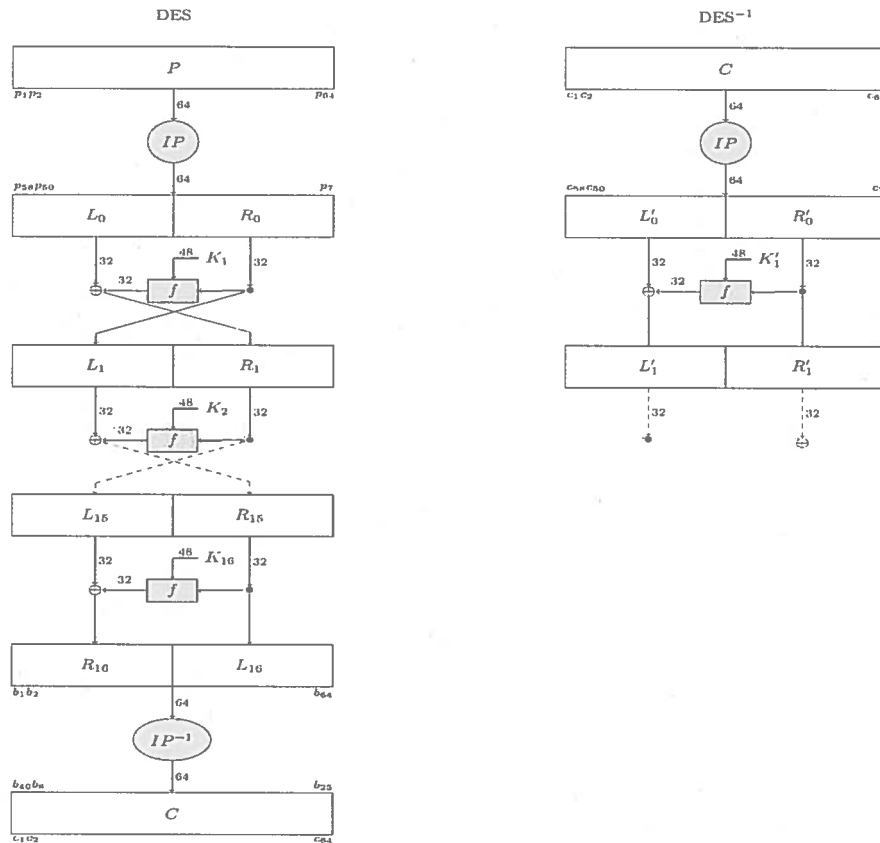 DES
P
p₁p₂ p₆₄
64
IP
64
p₅₈p₅₀ p₇
L₀ R₀
48 K₁
32 32 32
f
L₁ R₁
48 K₂
32 32 32
f
L₁₅ R₁₅
48 K₁₆
32 32 32
f
R₁₆ L₁₆
b₁b₂ b₆₄
64
IP⁻¹
64
b₄₀b₈ b₂₅
C
c₁c₂ c₆₄
DES⁻¹
C
c₁c₂
64
IP
64
c₅₈c₅₀
L′₀ R′₀
48 K′₁
32 32 32
f
L′₁ R′₁
32 32